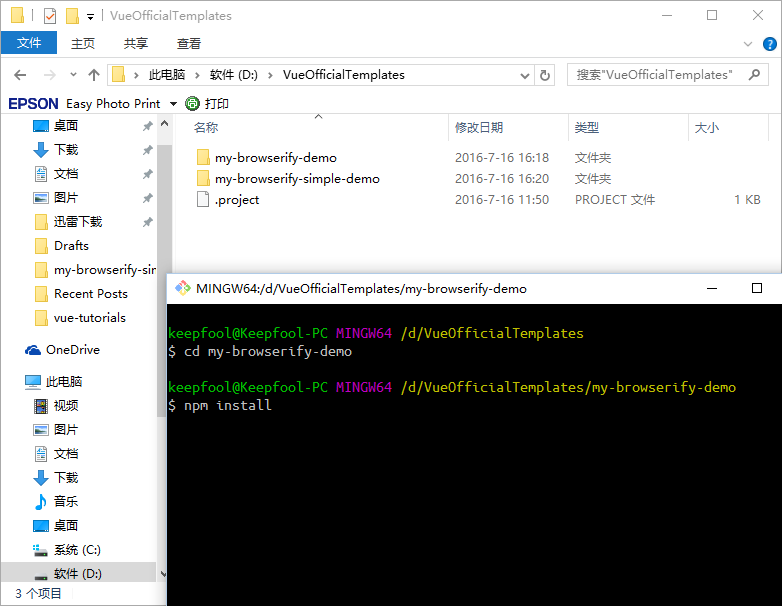 VueOfficialTemplates
文件 主页 共享 查看
此电脑 软件 (D:) VueOfficialTemplates 搜索"VueOfficialTemplates"
EPSON Easy Photo Print 打印
名称 修改日期 类型 大小
my-browserify-demo 2016-7-16 16:18 文件夹
my-browserify-simple-demo 2016-7-16 16:20 文件夹
.project 2016-7-16 11:50 PROJECT 文件 1 KB
桌面
下载
文档
图片
迅雷下载
Drafts
my-browserify-sir
Recent Posts
vue-tutorials
OneDrive
此电脑
视频
图片
文档
下载
音乐
桌面
系统 (C:)
软件 (D:)
3 个项目
MINGW64:/d/VueOfficialTemplates/my-browserify-demo
keepfool@Keepfool-PC MINGW64 /d/VueOfficialTemplates
$ cd my-browserify-demo
keepfool@Keepfool-PC MINGW64 /d/VueOfficialTemplates/my-browserify-demo
$ npm install